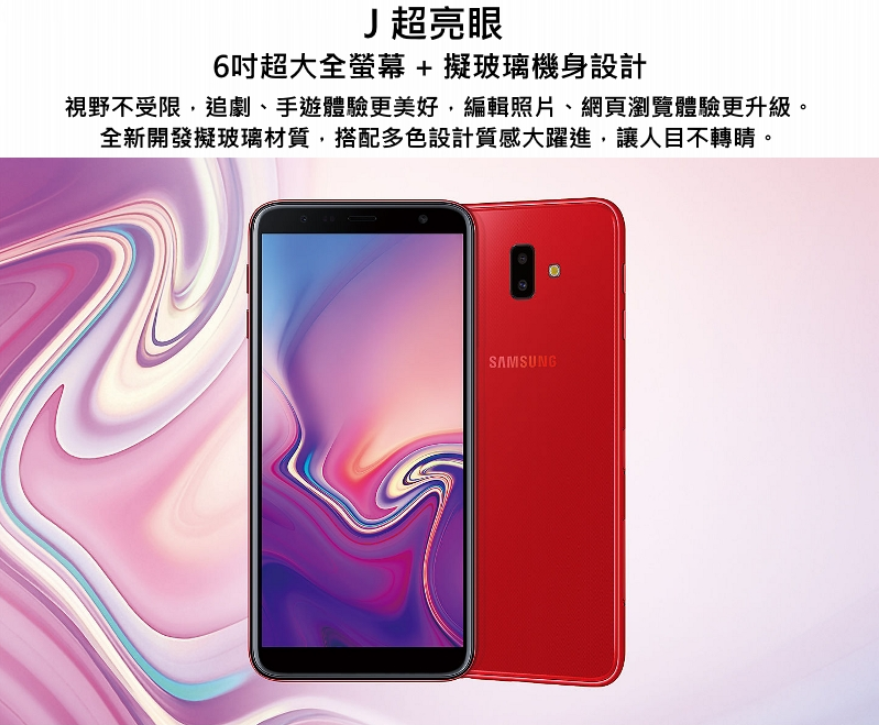 J 超亮眼
6吋超大全螢幕 + 擬玻璃機身設計
視野不受限，追劇、手遊體驗更美好，編輯照片、網頁瀏覽體驗更升級。
全新開發擬玻璃材質，搭配多色設計質感大躍進，讓人目不轉睛。
SAMSUNG